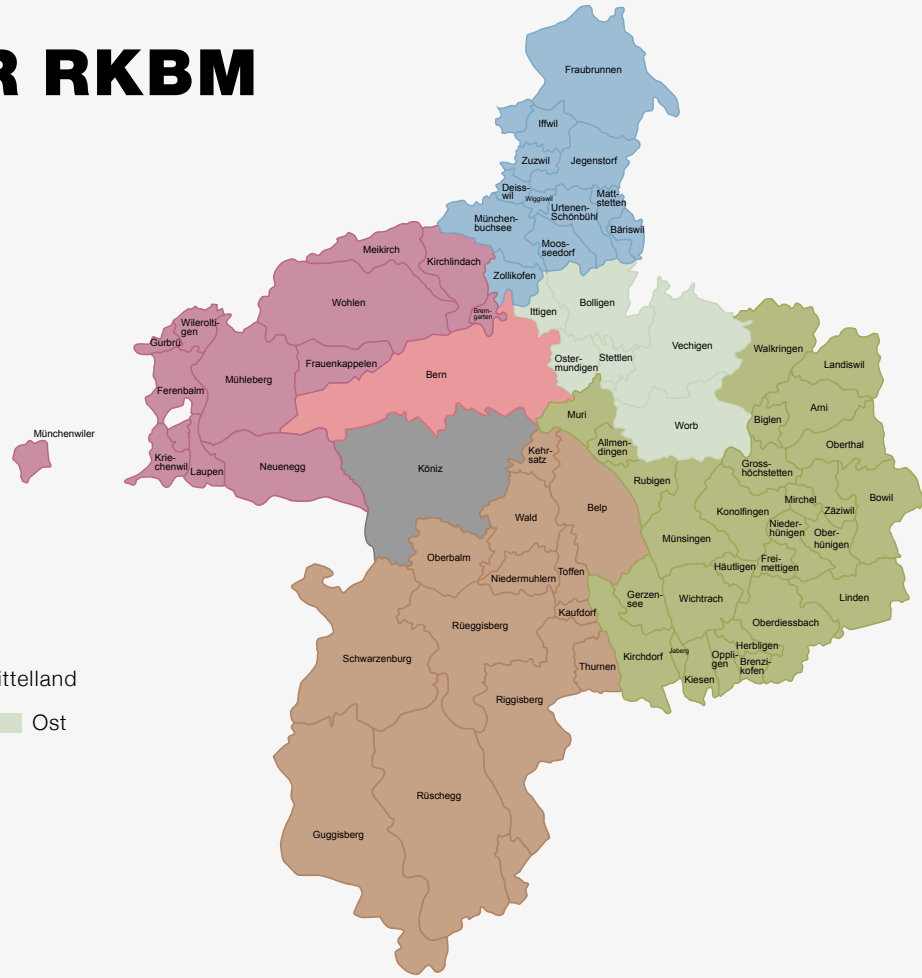 R RKBM
Fraubrunnen
Iffwil
Zuzwil
Jegenstorf
Deiss-
wil
Wiggiswil
Matt-
stetten
Urtenen-
Schönbühl
München-
buchsee
Bäriswil
Moos-
seedorf
Zollikofen
Meikirch
Kirchlindach
Wohlen
Brem-
garten
Ittigen
Bolligen
Wilerolti-
gen
Gurbrü
Ferenbalm
Mühleberg
Frauenkappelen
Bern
Oster-
mundigen
Stettlen
Vechigen
Walkringen
Landiswil
Münchenwiler
Krie-
chenwil
Laupen
Neuenegg
Köniz
Muri
Allmen-
dingen
Worb
Biglen
Arni
Oberthal
Kehr-
satz
Wald
Belp
Rubigen
Gross-
höchstetten
Konolfingen
Mirchel
Zäziwil
Bowil
Münsingen
Nieder-
hünigen
Ober-
hünigen
Oberbalm
Niedermuhlern
Toffen
Häutligen
Frei-
mettigen
Gerzen-
see
Wichtrach
Linden
Kaufdorf
Rüeggisberg
Oberdiessbach
Schwarzenburg
Thurnen
Kirchdorf
Jaberg
Kiesen
Oppli-
gen
Herbligen
Brenzi-
kofen
Riggisberg
ittelland
Ost
Rüschegg
Guggisberg